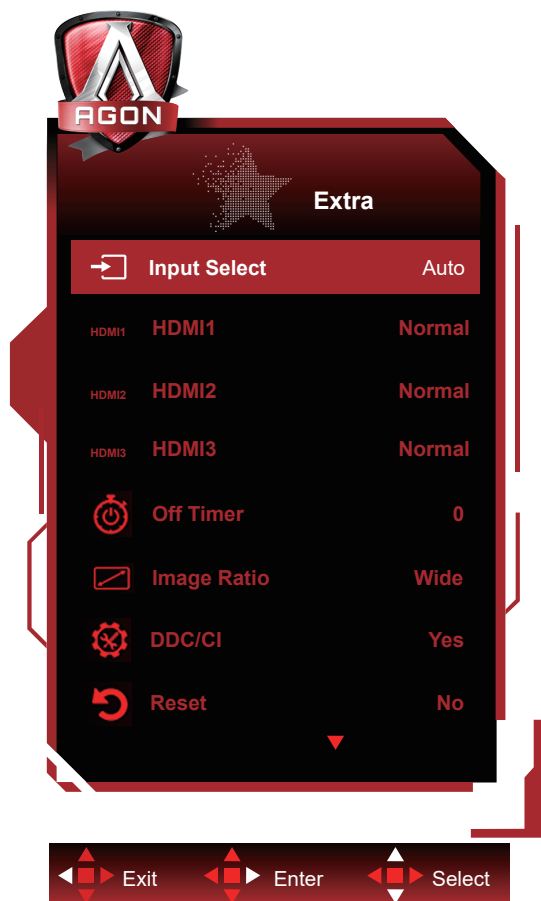 AGON
Extra
Input Select Auto
HDMI1 HDMI1 Normal
HDMI2 HDMI2 Normal
HDMI3 HDMI3 Normal
Off Timer 0
Image Ratio Wide
DDC/CI Yes
Reset No
Exit Enter Select